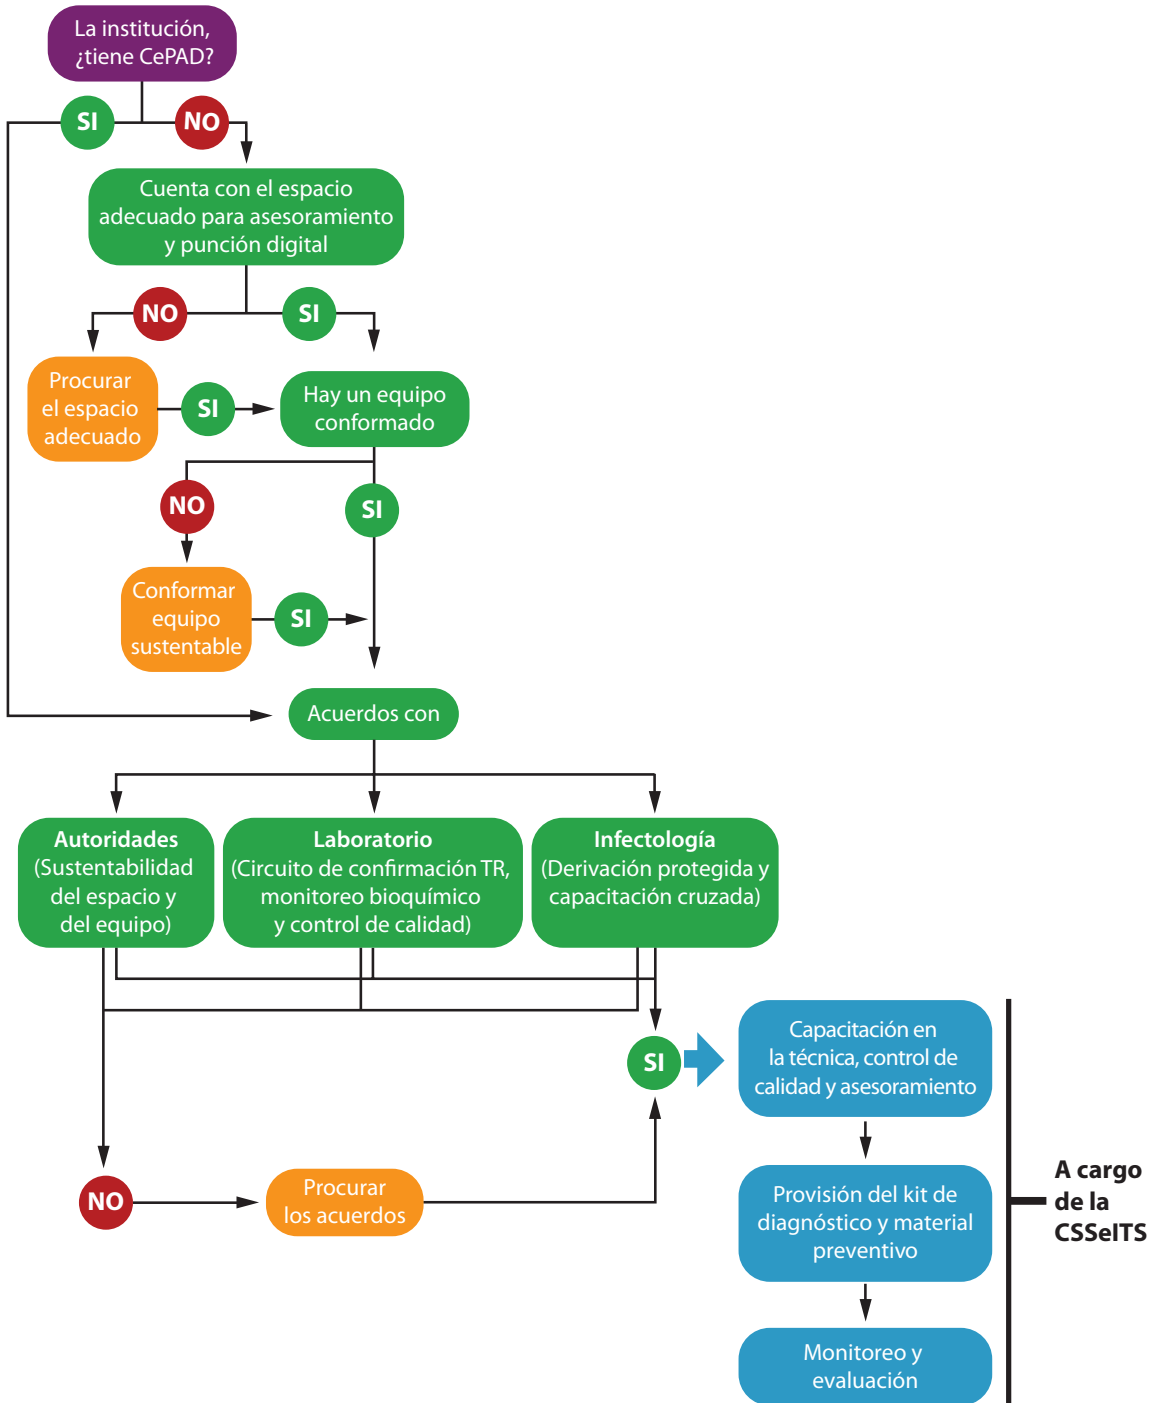 La institución,
¿tiene CePAD?
SI
NO
Cuenta con el espacio
adecuado para asesoramiento
y punción digital
NO
SI
Procurar
el espacio
adecuado
SI
Hay un equipo
conformado
NO
SI
Conformar
equipo
sustentable
SI
Acuerdos con
Autoridades
(Sustentabilidad
del espacio y
del equipo)
Laboratorio
(Circuito de confirmación TR,
monitoreo bioquímico
y control de calidad)
Infectología
(Derivación protegida y
capacitación cruzada)
SI
Capacitación en
la técnica, control de
calidad y asesoramiento
NO
Procurar
los acuerdos
Provisión del kit de
diagnóstico y material
preventivo
A cargo
de la
CSSeITS
Monitoreo y
evaluación